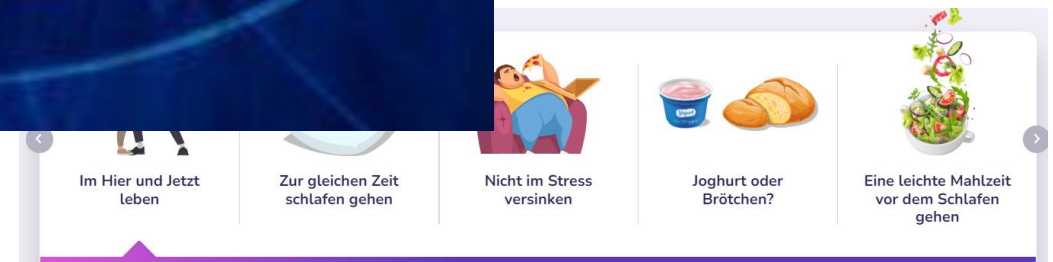 Im Hier und Jetzt
leben
Zur gleichen Zeit
schlafen gehen
Nicht im Stress
versinken
Joghurt oder
Brötchen?
Eine leichte Mahlzeit
vor dem Schlafen
gehen
Yogurt